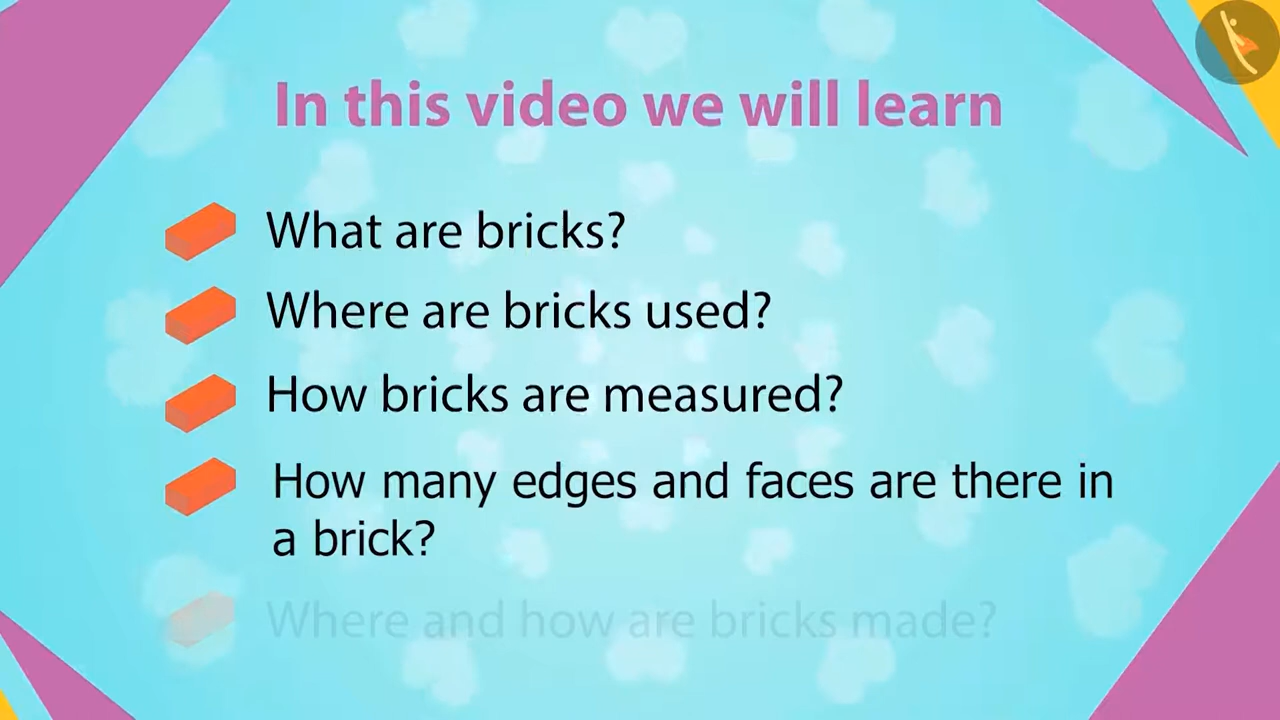 In this video we will learn
What are bricks?
Where are bricks used?
How bricks are measured?
How many edges and faces are there in
a brick?
Where and how are bricks made?